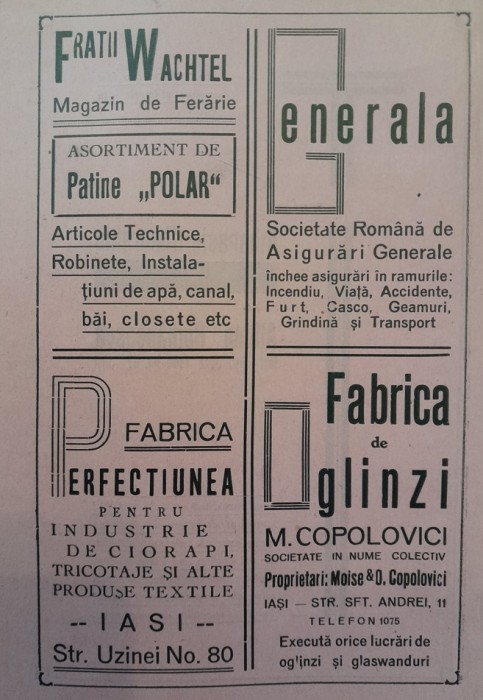 FRATII WACHTEL
Magazin de Ferărie
ASORTIMENT DE
Patine „POLAR“
Articole Technice,
Robinete, Instala-
țiuni de apă, canal,
băi, closete etc
Generala
Societate Română de
Asigurări Generale
închee asigurări în ramurile:
Incendiu, Viață, Accidente,
Furt, Casco, Geamuri,
Grindină și Transport
FABRICA
PERFECTIUNEA
PENTRU
INDUSTRIE
DE CIORAPI,
TRICOTAJE ȘI ALTE
PRODUSE TEXTILE
-- IASI --
Str. Uzinei No. 80
Fabrica
de
Oglinzi
M. COPOLOVICI
SOCIETATE IN NUME COLECTIV
Proprietari: Moise & O. Copolovici
IAȘI — STR. SFT. ANDREI, 11
TELEFON 1075
Execută orice lucrări de
oglinzi și glaswanduri